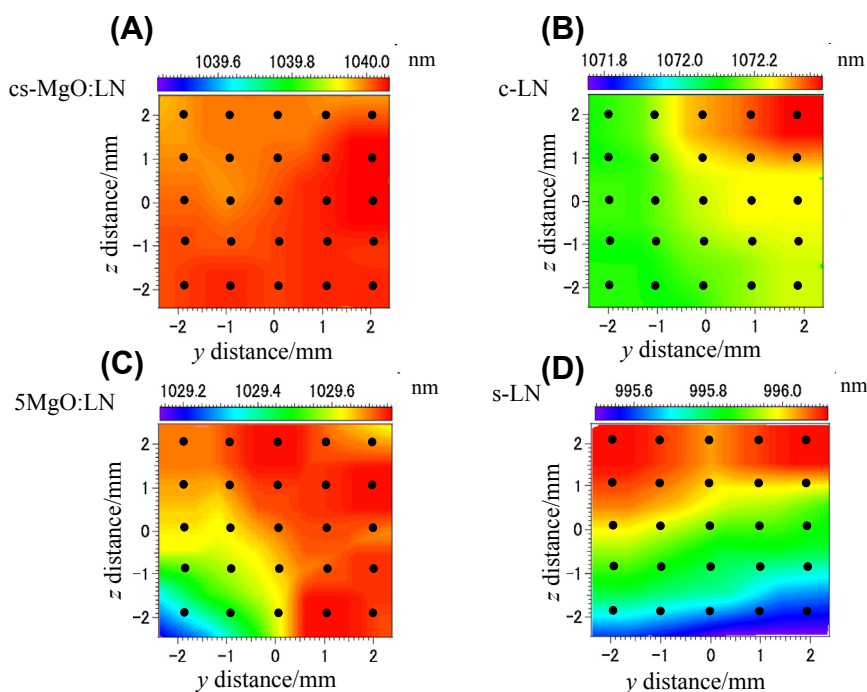 (A)
1039.6 1039.8 1040.0 nm
cs-MgO:LN
2
1
0
-1
-2
z distance/mm
-2 -1 0 1 2
y distance/mm
(B)
1071.8 1072.0 1072.2 nm
c-LN
2
1
0
-1
-2
z distance/mm
-2 -1 0 1 2
y distance/mm
(C)
1029.2 1029.4 1029.6 nm
5MgO:LN
2
1
0
-1
-2
z distance/mm
-2 -1 0 1 2
y distance/mm
(D)
995.6 995.8 996.0 nm
s-LN
2
1
0
-1
-2
z distance/mm
-2 -1 0 1 2
y distance/mm